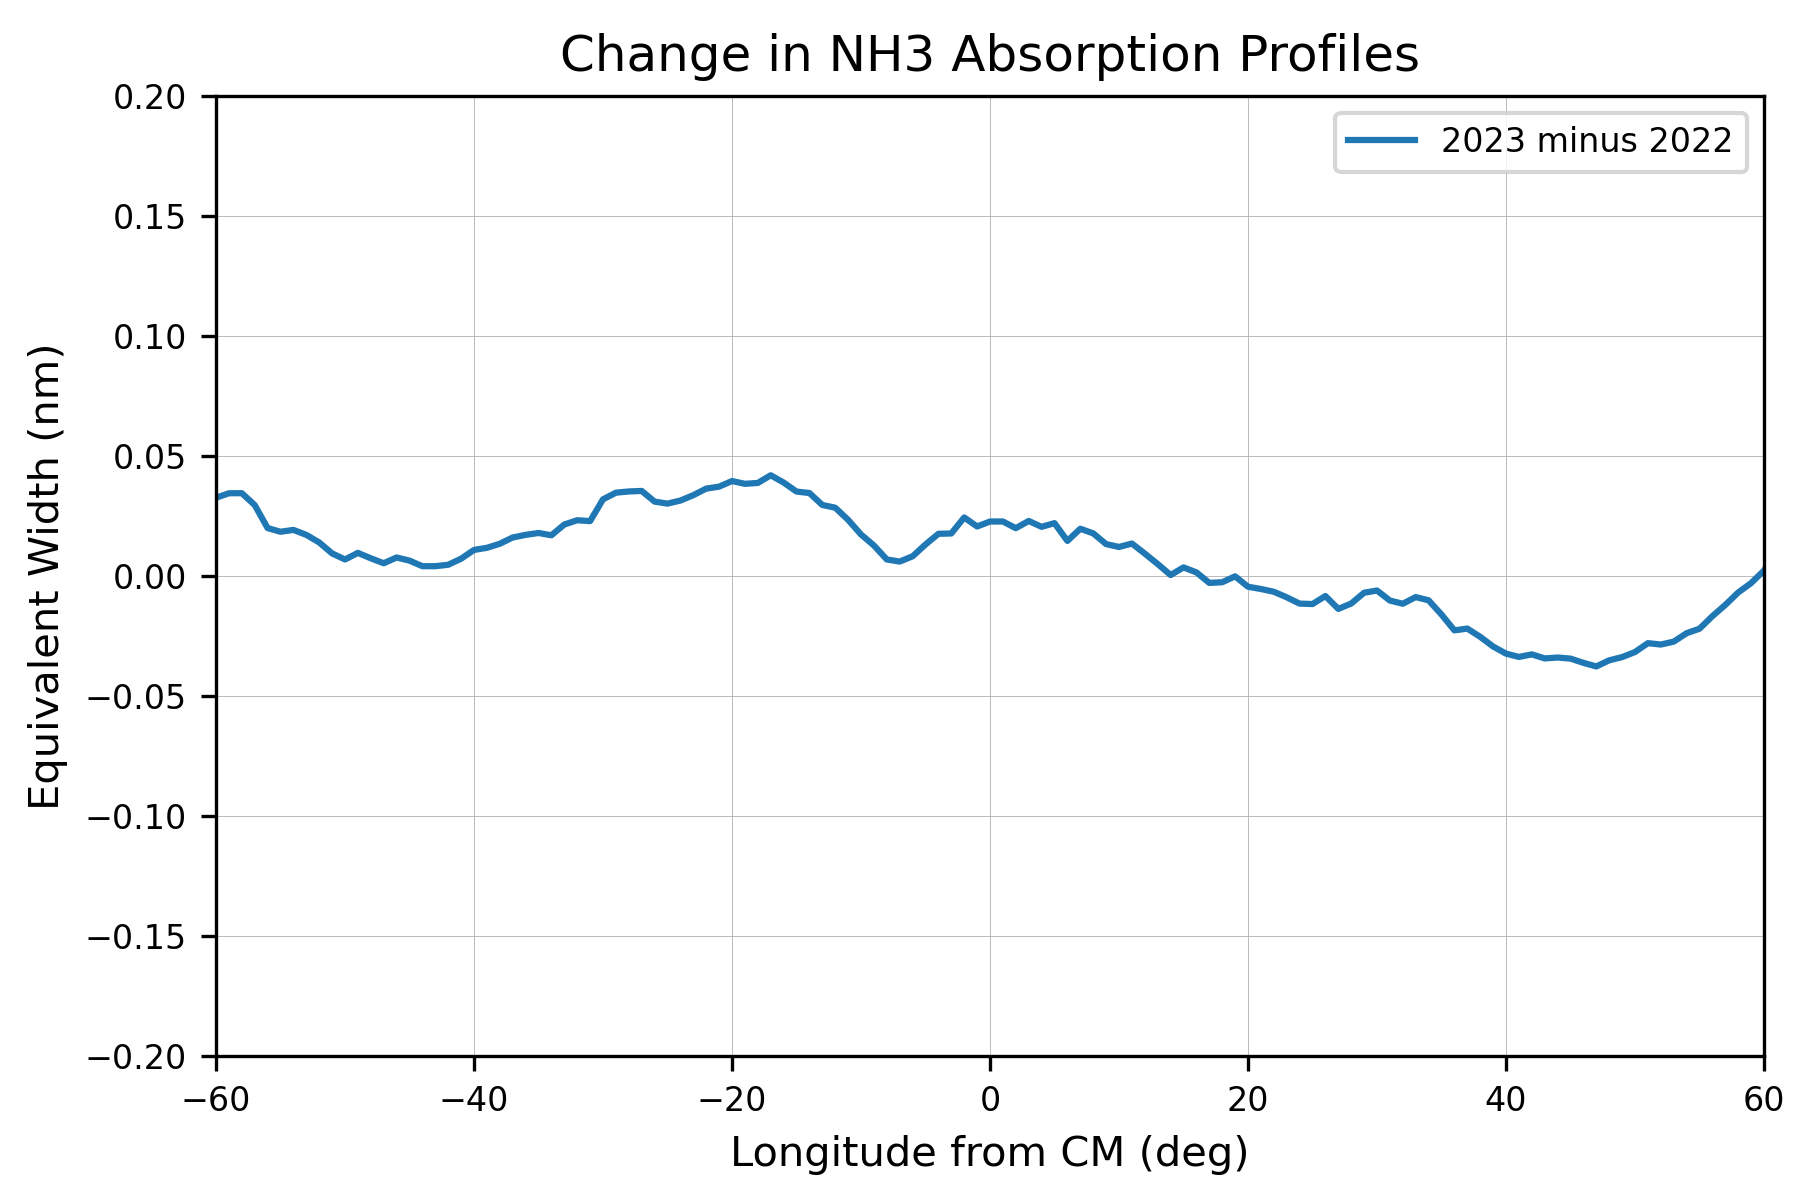 Change in NH3 Absorption Profiles
2023 minus 2022
Equivalent Width (nm)
0.20
0.15
0.10
0.05
0.00
−0.05
−0.10
−0.15
−0.20
−60 −40 −20 0 20 40 60
Longitude from CM (deg)